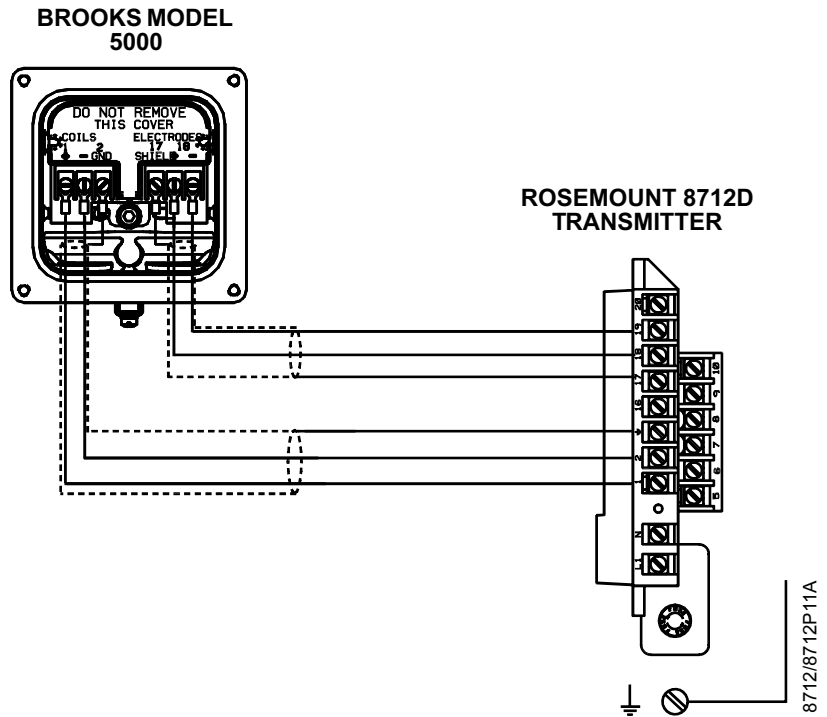 BROOKS MODEL
5000
DO NOT REMOVE
THIS COVER
COILS
ELECTRODES
2
17
18
+
-
GND
SHIELD
+
-
ROSEMOUNT 8712D
TRANSMITTER
20
19
18
17
16
2
1
N
L1
10
9
8
7
6
5
8712/8712P11A